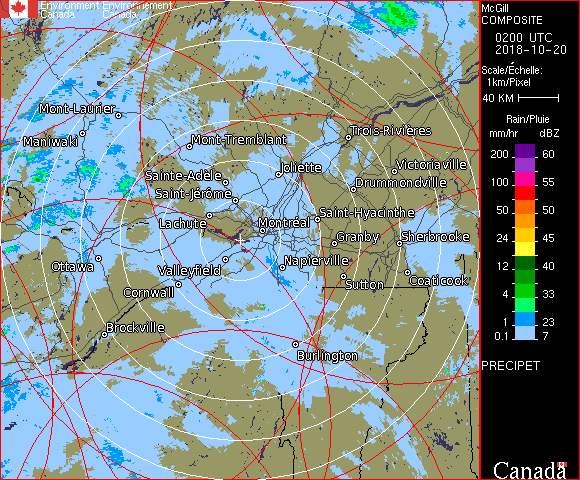 Environment Environnement
Canada Canada
McGill
COMPOSITE
0200 UTC
2018-10-20
Scale/Échelle:
1km/Pixel
40 KM
Rain/Pluie
mm/hr dBZ
200 60
100 55
50 50
24 45
12 40
4 33
1 23
0.1 7
PRECIPET
Canada
Mont-Laurier
Maniwaki
Mont-Tremblant
Trois-Rivières
Joliette
Victoriaville
Sainte-Adèle
Drummondville
Saint-Jérôme
Saint-Hyacinthe
Lachute
Montréal
Granby
Sherbrooke
Ottawa
Valleyfield
Napierville
Sutton
Coaticook
Cornwall
Brockville
Burlington